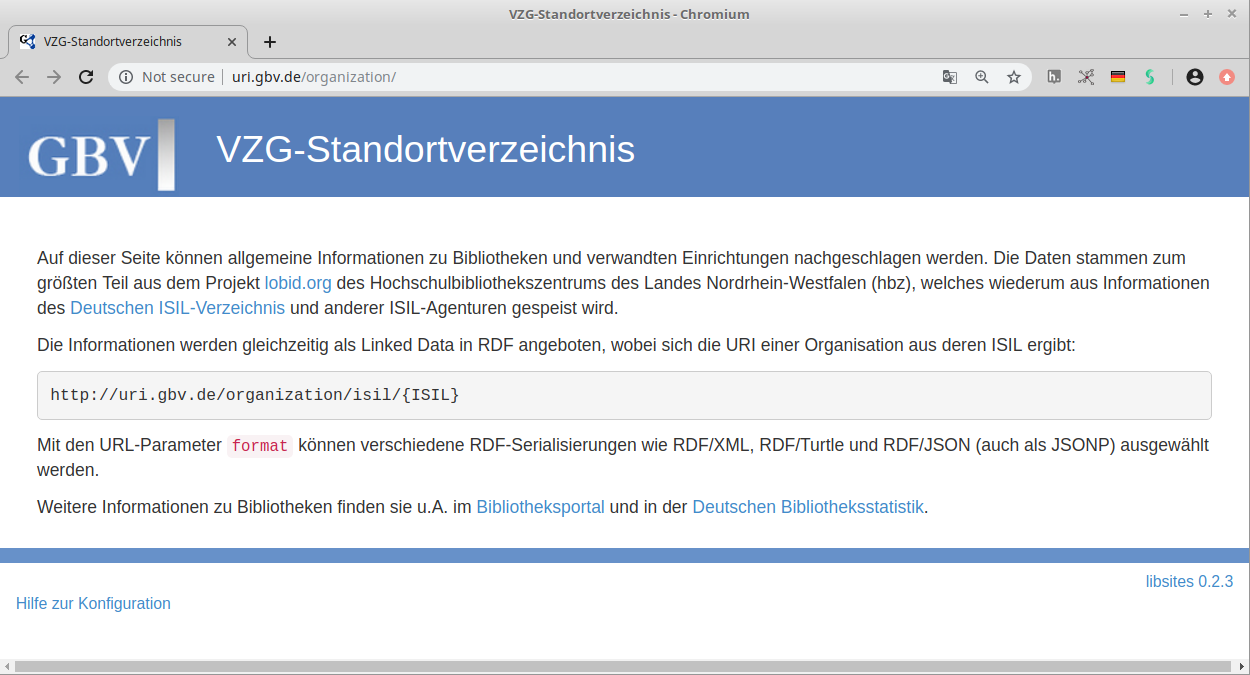 VZG-Standortverzeichnis - Chromium
VZG-Standortverzeichnis
Not secure
uri.gbv.de/organization/
GBV
VZG-Standortverzeichnis
Auf dieser Seite können allgemeine Informationen zu Bibliotheken und verwandten Einrichtungen nachgeschlagen werden. Die Daten stammen zum
größten Teil aus dem Projekt lobid.org des Hochschulbibliothekszentrums des Landes Nordrhein-Westfalen (hbz), welches wiederum aus Informationen
des Deutschen ISIL-Verzeichnis und anderer ISIL-Agenturen gespeist wird.
Die Informationen werden gleichzeitig als Linked Data in RDF angeboten, wobei sich die URI einer Organisation aus deren ISIL ergibt:
http://uri.gbv.de/organization/isil/{ISIL}
Mit den URL-Parameter format können verschiedene RDF-Serialisierungen wie RDF/XML, RDF/Turtle und RDF/JSON (auch als JSONP) ausgewählt
werden.
Weitere Informationen zu Bibliotheken finden sie u.A. im Bibliotheksportal und in der Deutschen Bibliotheksstatistik.
libsites 0.2.3
Hilfe zur Konfiguration